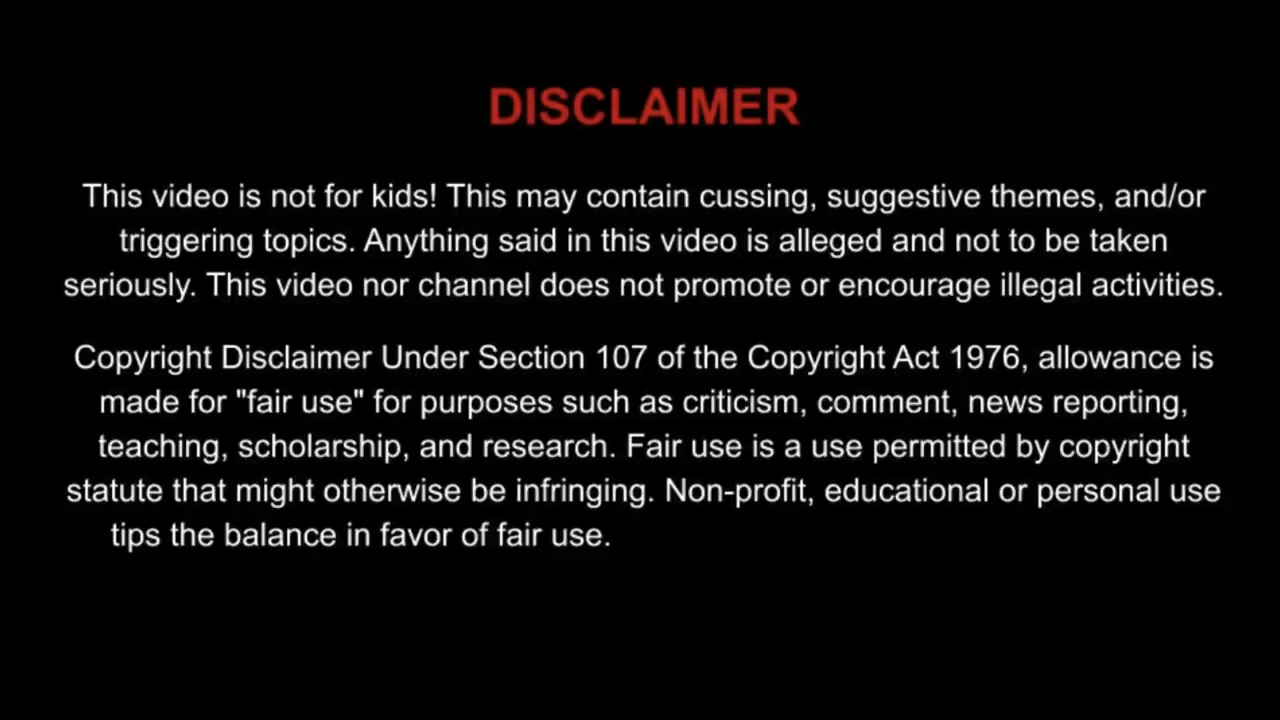 DISCLAIMER
This video is not for kids! This may contain cussing, suggestive themes, and/or
triggering topics. Anything said in this video is alleged and not to be taken
seriously. This video nor channel does not promote or encourage illegal activities.
Copyright Disclaimer Under Section 107 of the Copyright Act 1976, allowance is
made for "fair use" for purposes such as criticism, comment, news reporting,
teaching, scholarship, and research. Fair use is a use permitted by copyright
statute that might otherwise be infringing. Non-profit, educational or personal use
tips the balance in favor of fair use.